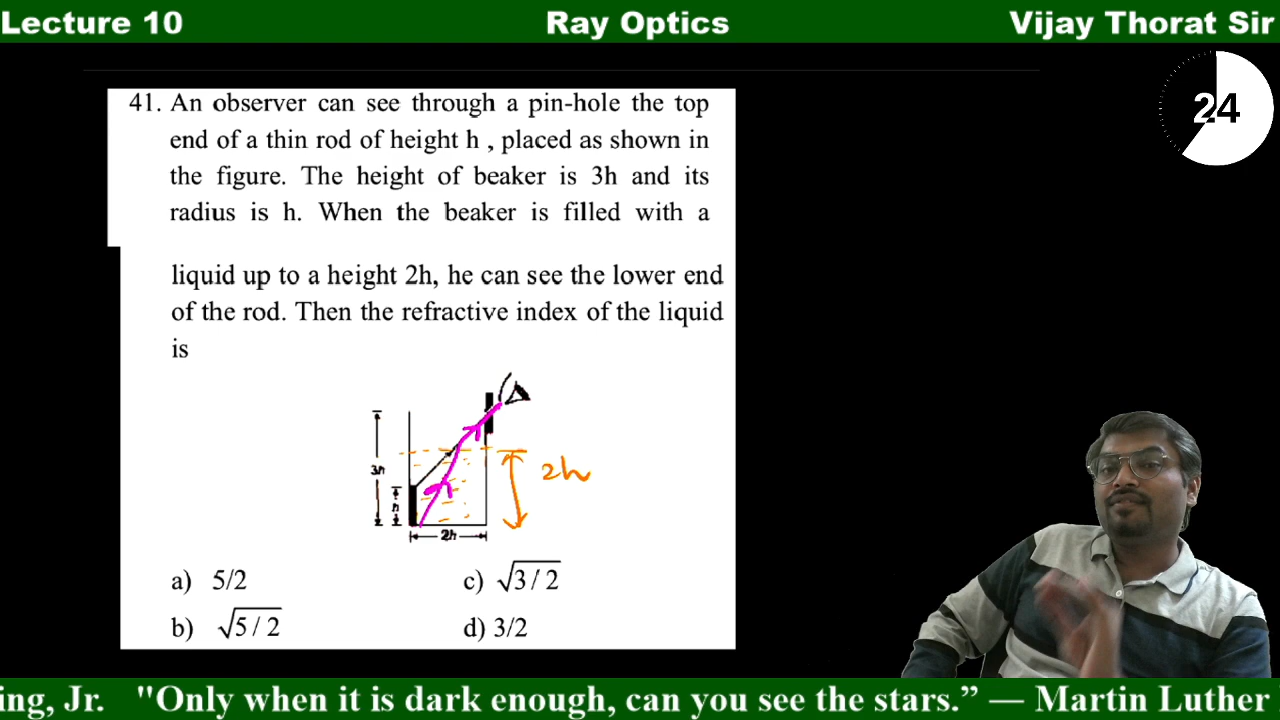 Lecture 10 Ray Optics Vijay Thorat Sir
24
41. An observer can see through a pin-hole the top
end of a thin rod of height h , placed as shown in
the figure. The height of beaker is 3h and its
radius is h. When the beaker is filled with a
liquid up to a height 2h, he can see the lower end
of the rod. Then the refractive index of the liquid
is
3h
h
2h
2h
a) 5/2 c) √3/2
b) √5/2 d) 3/2
ing, Jr. "Only when it is dark enough, can you see the stars.” — Martin Luther